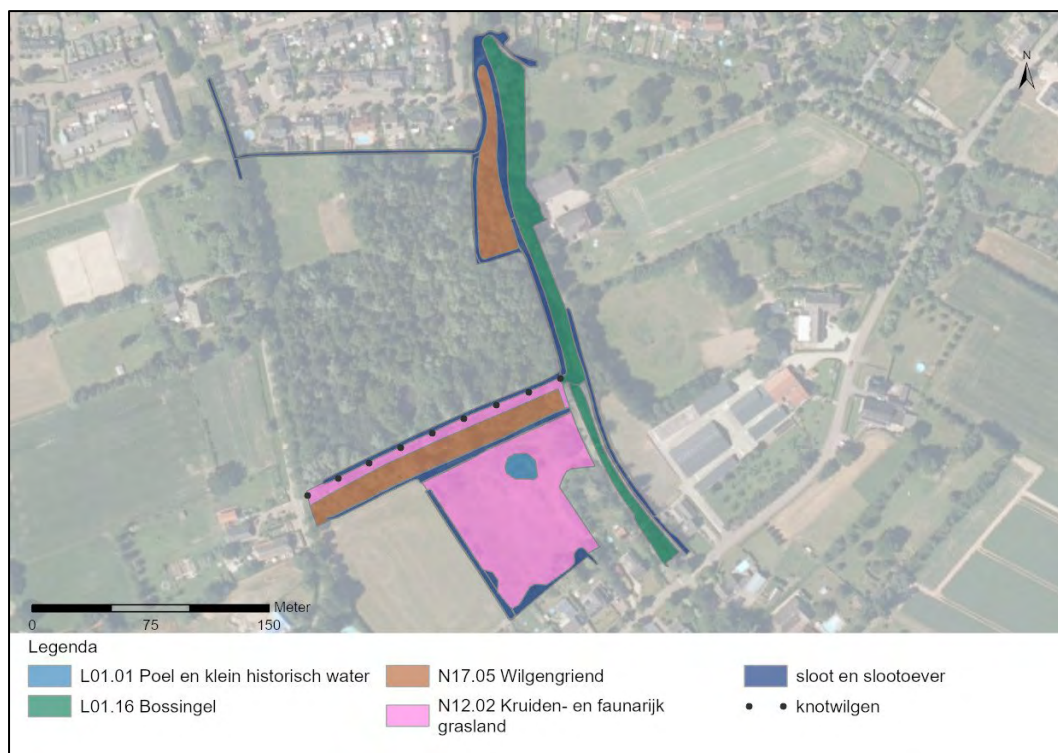 N
Meter
0 75 150
Legenda
L01.01 Poel en klein historisch water
L01.16 Bossingel
N17.05 Wilgengriend
N12.02 Kruiden- en faunarijk
grasland
sloot en slootoever
knotwilgen